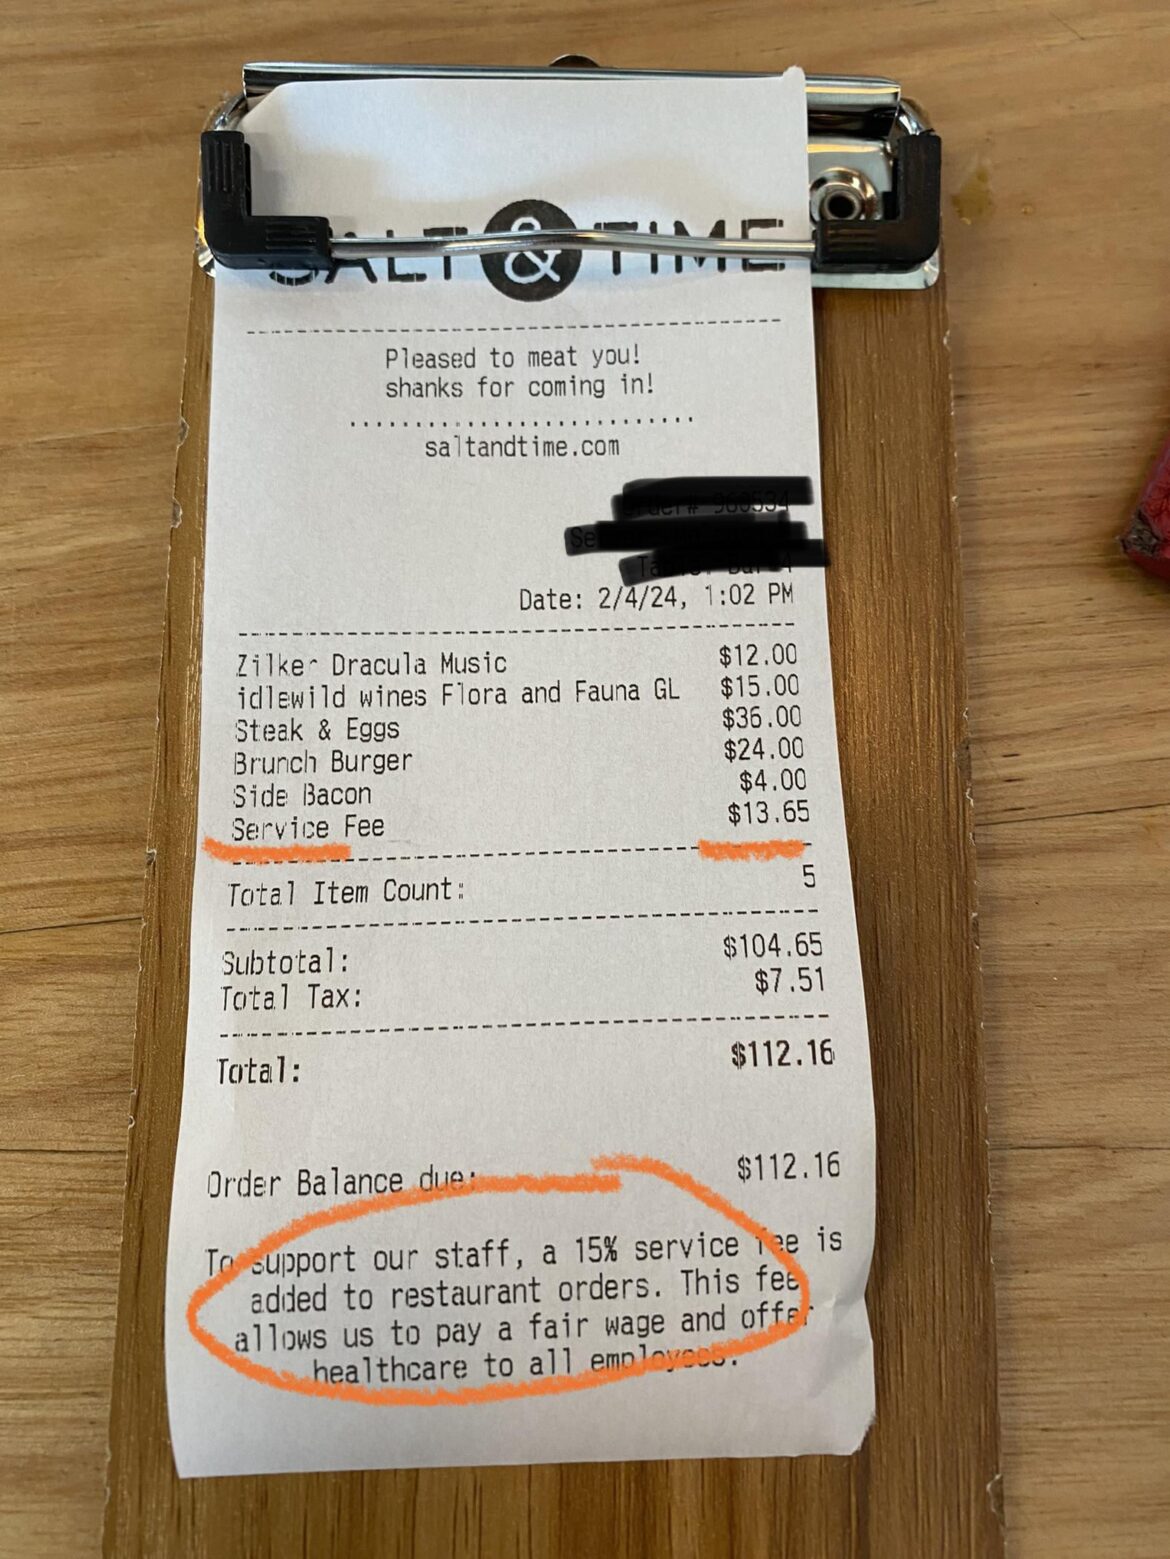 SALT & TIME
Pleased to meat you!
shanks for coming in!
saltandtime.com
Order# 960534
Date: 2/4/24, 1:02 PM
Zilker Dracula Music $12.00
idlewild wines Flora and Fauna GL $15.00
Steak & Eggs $36.00
Brunch Burger $24.00
Side Bacon $4.00
Service Fee $13.65
Total Item Count: 5
Subtotal: $104.65
Total Tax: $7.51
Total: $112.16
Order Balance due: $112.16
To support our staff, a 15% service fee is
added to restaurant orders. This fee
allows us to pay a fair wage and offer
healthcare to all employees.